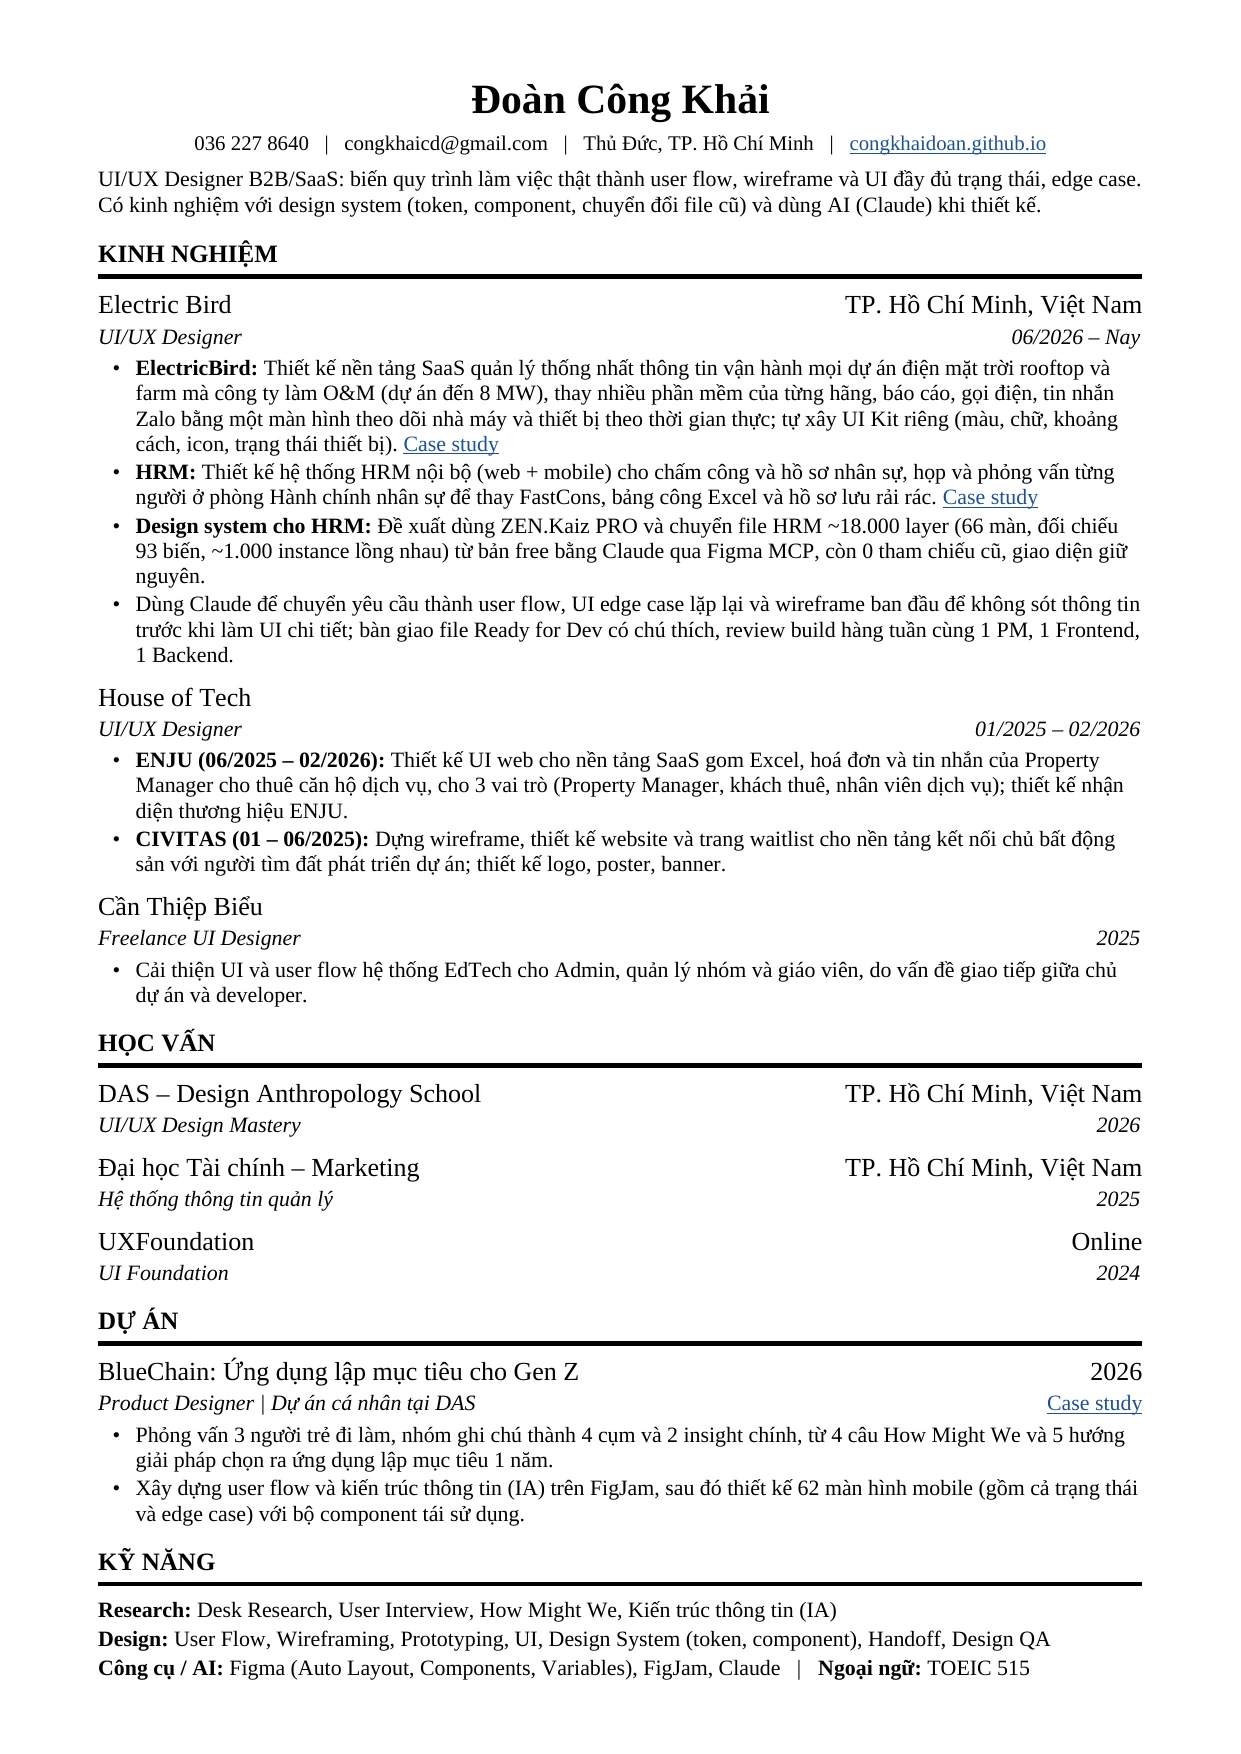 Đoàn Công Khải
036 227 8640 | congkhaicd@gmail.com | Thủ Đức, TP. Hồ Chí Minh | congkhaidoan.github.io
UI/UX Designer B2B/SaaS: biến quy trình làm việc thật thành user flow, wireframe và UI đầy đủ trạng thái, edge case.
Có kinh nghiệm với design system (token, component, chuyển đổi file cũ) và dùng AI (Claude) khi thiết kế.
KINH NGHIỆM
Electric Bird TP. Hồ Chí Minh, Việt Nam
UI/UX Designer 06/2026 – Nay
• ElectricBird: Thiết kế nền tảng SaaS quản lý thống nhất thông tin vận hành mọi dự án điện mặt trời rooftop và
farm mà công ty làm O&M (dự án đến 8 MW), thay nhiều phần mềm của từng hãng, báo cáo, gọi điện, tin nhắn
Zalo bằng một màn hình theo dõi nhà máy và thiết bị theo thời gian thực; tự xây UI Kit riêng (màu, chữ, khoảng
cách, icon, trạng thái thiết bị). Case study
• HRM: Thiết kế hệ thống HRM nội bộ (web + mobile) cho chấm công và hồ sơ nhân sự, họp và phỏng vấn từng
người ở phòng Hành chính nhân sự để thay FastCons, bảng công Excel và hồ sơ lưu rải rác. Case study
• Design system cho HRM: Đề xuất dùng ZEN.Kaiz PRO và chuyển file HRM ~18.000 layer (66 màn, đối chiếu
93 biến, ~1.000 instance lồng nhau) từ bản free bằng Claude qua Figma MCP, còn 0 tham chiếu cũ, giao diện giữ
nguyên.
• Dùng Claude để chuyển yêu cầu thành user flow, UI edge case lặp lại và wireframe ban đầu để không sót thông tin
trước khi làm UI chi tiết; bàn giao file Ready for Dev có chú thích, review build hàng tuần cùng 1 PM, 1 Frontend,
1 Backend.
House of Tech
UI/UX Designer 01/2025 – 02/2026
• ENJU (06/2025 – 02/2026): Thiết kế UI web cho nền tảng SaaS gom Excel, hoá đơn và tin nhắn của Property
Manager cho thuê căn hộ dịch vụ, cho 3 vai trò (Property Manager, khách thuê, nhân viên dịch vụ); thiết kế nhận
diện thương hiệu ENJU.
• CIVITAS (01 – 06/2025): Dựng wireframe, thiết kế website và trang waitlist cho nền tảng kết nối chủ bất động
sản với người tìm đất phát triển dự án; thiết kế logo, poster, banner.
Cần Thiệp Biểu
Freelance UI Designer 2025
• Cải thiện UI và user flow hệ thống EdTech cho Admin, quản lý nhóm và giáo viên, do vấn đề giao tiếp giữa chủ
dự án và developer.
HỌC VẤN
DAS – Design Anthropology School TP. Hồ Chí Minh, Việt Nam
UI/UX Design Mastery 2026
Đại học Tài chính – Marketing TP. Hồ Chí Minh, Việt Nam
Hệ thống thông tin quản lý 2025
UXFoundation Online
UI Foundation 2024
DỰ ÁN
BlueChain: Ứng dụng lập mục tiêu cho Gen Z 2026
Product Designer | Dự án cá nhân tại DAS Case study
• Phỏng vấn 3 người trẻ đi làm, nhóm ghi chú thành 4 cụm và 2 insight chính, từ 4 câu How Might We và 5 hướng
giải pháp chọn ra ứng dụng lập mục tiêu 1 năm.
• Xây dựng user flow và kiến trúc thông tin (IA) trên FigJam, sau đó thiết kế 62 màn hình mobile (gồm cả trạng thái
và edge case) với bộ component tái sử dụng.
KỸ NĂNG
Research: Desk Research, User Interview, How Might We, Kiến trúc thông tin (IA)
Design: User Flow, Wireframing, Prototyping, UI, Design System (token, component), Handoff, Design QA
Công cụ / AI: Figma (Auto Layout, Components, Variables), FigJam, Claude | Ngoại ngữ: TOEIC 515